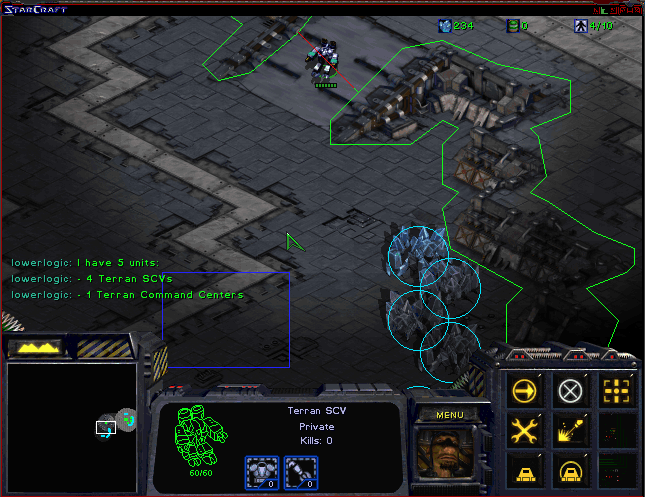 STARCRAFT
234
0
4/10
lowerlogic: I have 5 units:
lowerlogic: - 4 Terran SCVs
lowerlogic: - 1 Terran Command Centers
Terran SCV
Private
Kills: 0
60/60
0
0
MENU